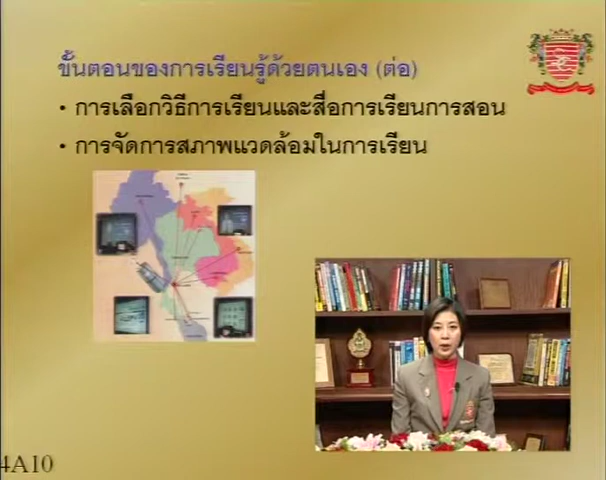 ขั้นตอนของการเรียนรู้ด้วยตนเอง (ต่อ)
• การเลือกวิธีการเรียนและสื่อการเรียนการสอน
• การจัดการสภาพแวดล้อมในการเรียน
4A10